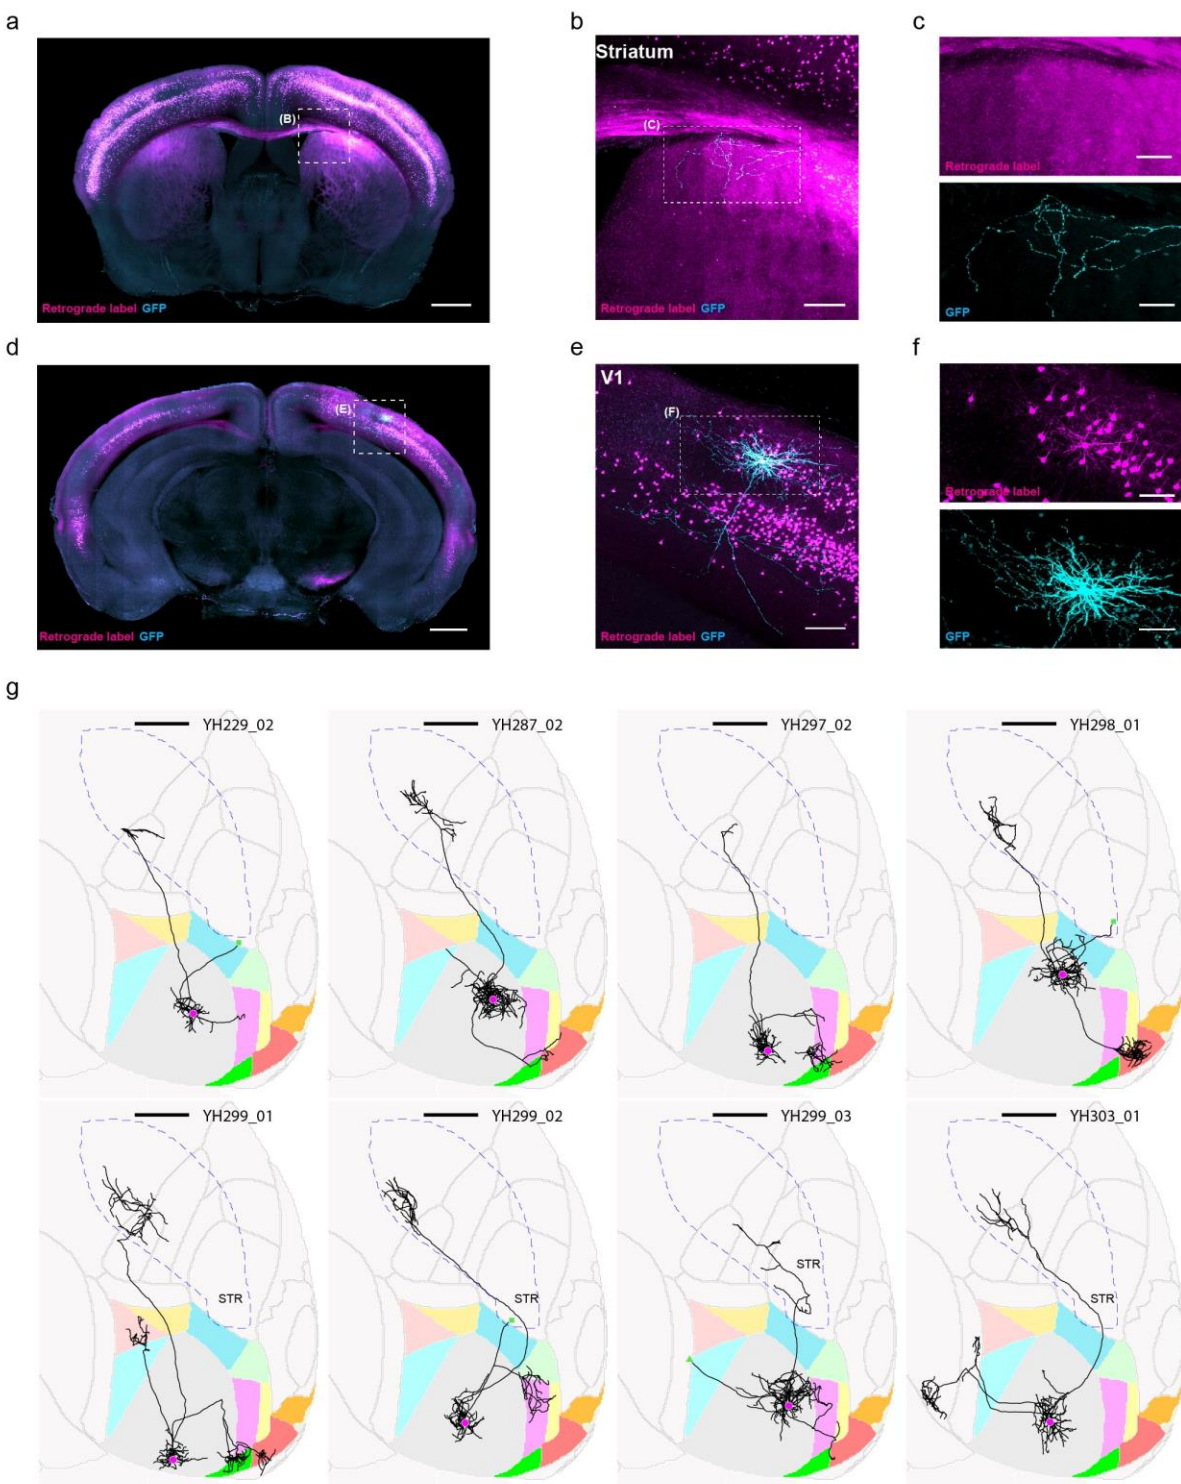 a
b
c
Striatum
(B)
(C)
Retrograde label
Retrograde label GFP
Retrograde label GFP
GFP
d
e
f
V1
(E)
(F)
Retrograde label
Retrograde label GFP
Retrograde label GFP
GFP
g
YH229_02
YH287_02
YH297_02
YH298_01
YH299_01
YH299_02
YH299_03
YH303_01
STR
STR
STR
STR